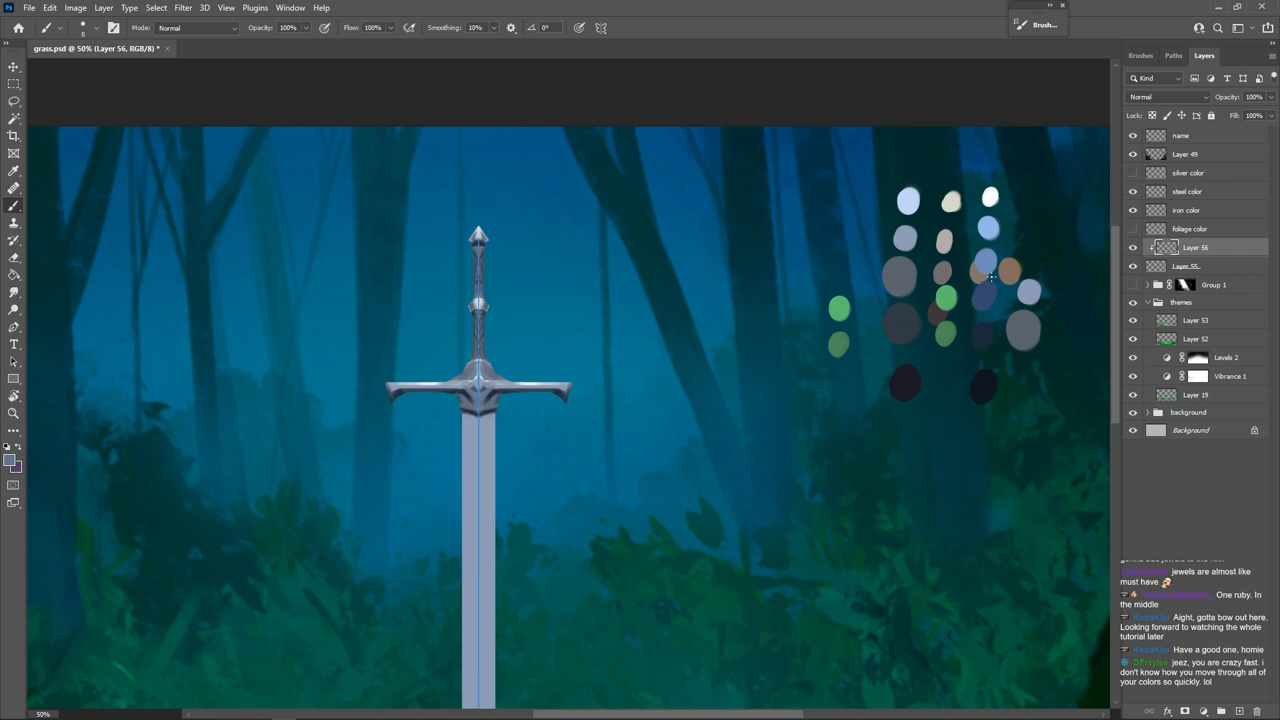 File Edit Image Layer Type Select Filter 3D View Plugins Window Help
Brush...
8
Mode: Normal Opacity: 100% Flow: 100% Smoothing: 10% 0°
grass.psd @ 50% (Layer 56, RGB/8) *
Brushes Paths Layers
Kind
Normal Opacity: 100%
Lock: Fill: 100%
name
Layer 49
silver color
steel color
iron color
foliage color
Layer 56
Layer 55
Group 1
themes
Layer 53
Layer 52
Levels 2
Vibrance 1
Layer 19
background
Background
jewels are almost like
must have
One ruby. In
the middle
KobaKiju Aight, gotta bow out here.
Looking forward to watching the whole
tutorial later
KobaKiju Have a good one, homie
DFraylee jeez, you are crazy fast. i
don't know how you move through all of
your colors so quickly. lol
50%